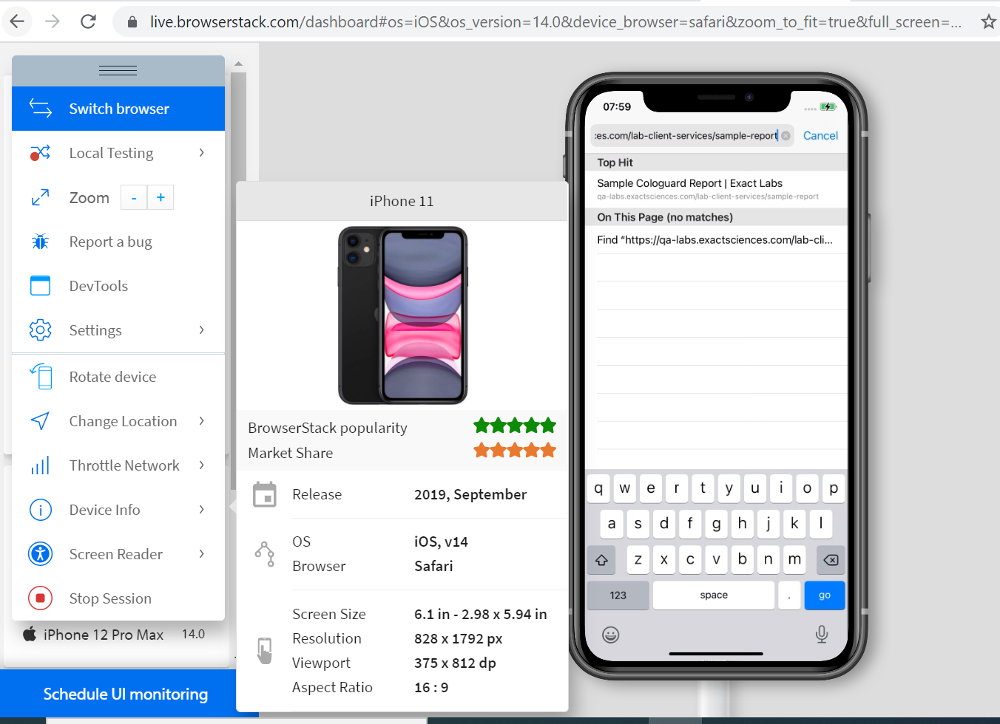 live.browserstack.com/dashboard#os=iOS&os_version=14.0&device_browser=safari&zoom_to_fit=true&full_screen=...
Switch browser
Local Testing
Zoom - +
Report a bug
DevTools
Settings
Rotate device
Change Location
Throttle Network
Device Info
Screen Reader
Stop Session
iPhone 12 Pro Max 14.0
Schedule UI monitoring
iPhone 11
BrowserStack popularity
Market Share
Release 2019, September
OS iOS, v14
Browser Safari
Screen Size 6.1 in - 2.98 x 5.94 in
Resolution 828 x 1792 px
Viewport 375 x 812 dp
Aspect Ratio 16 : 9
07:59
:es.com/lab-client-services/sample-report Cancel
Top Hit
Sample Cologuard Report | Exact Labs
qa-labs.exactsciences.com/lab-client-services/sample-report
On This Page (no matches)
Find “https://qa-labs.exactsciences.com/lab-cli...
q w e r t y u i o p
a s d f g h j k l
z x c v b n m
123 space . go